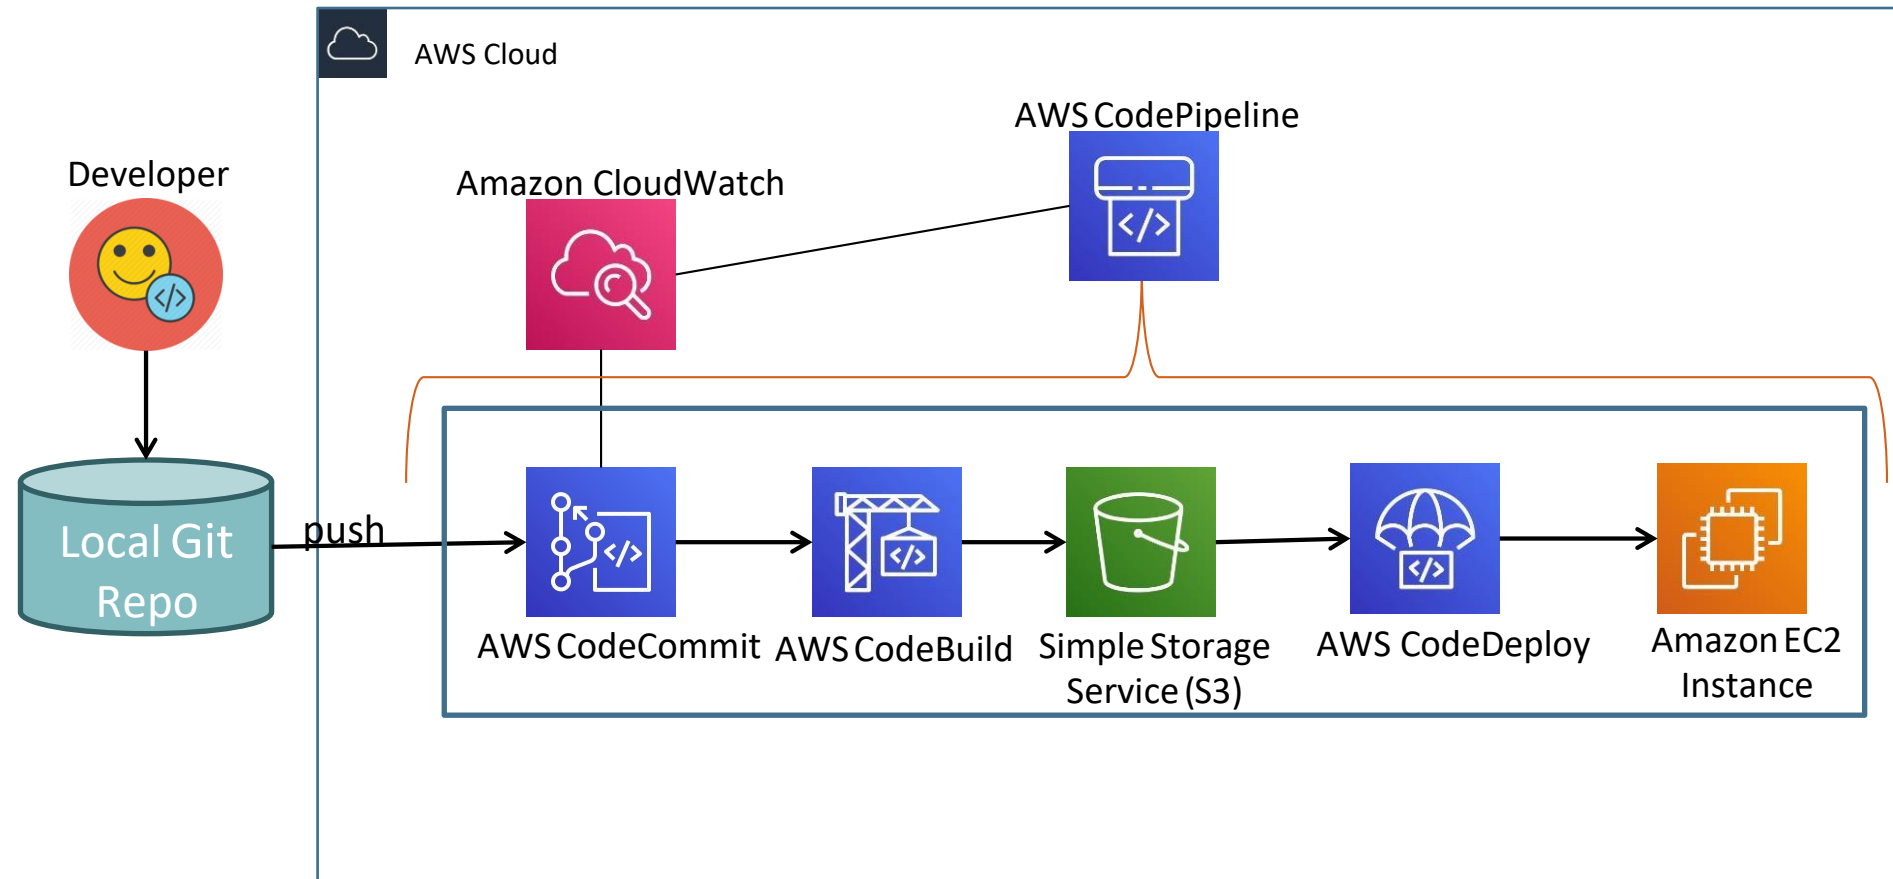 AWS Cloud
AWS CodePipeline
Developer
Amazon CloudWatch
</>
</>
Local Git
Repo
push
</>
</>
</>
AWS CodeCommit
AWS CodeBuild
Simple Storage
Service (S3)
AWS CodeDeploy
Amazon EC2
Instance